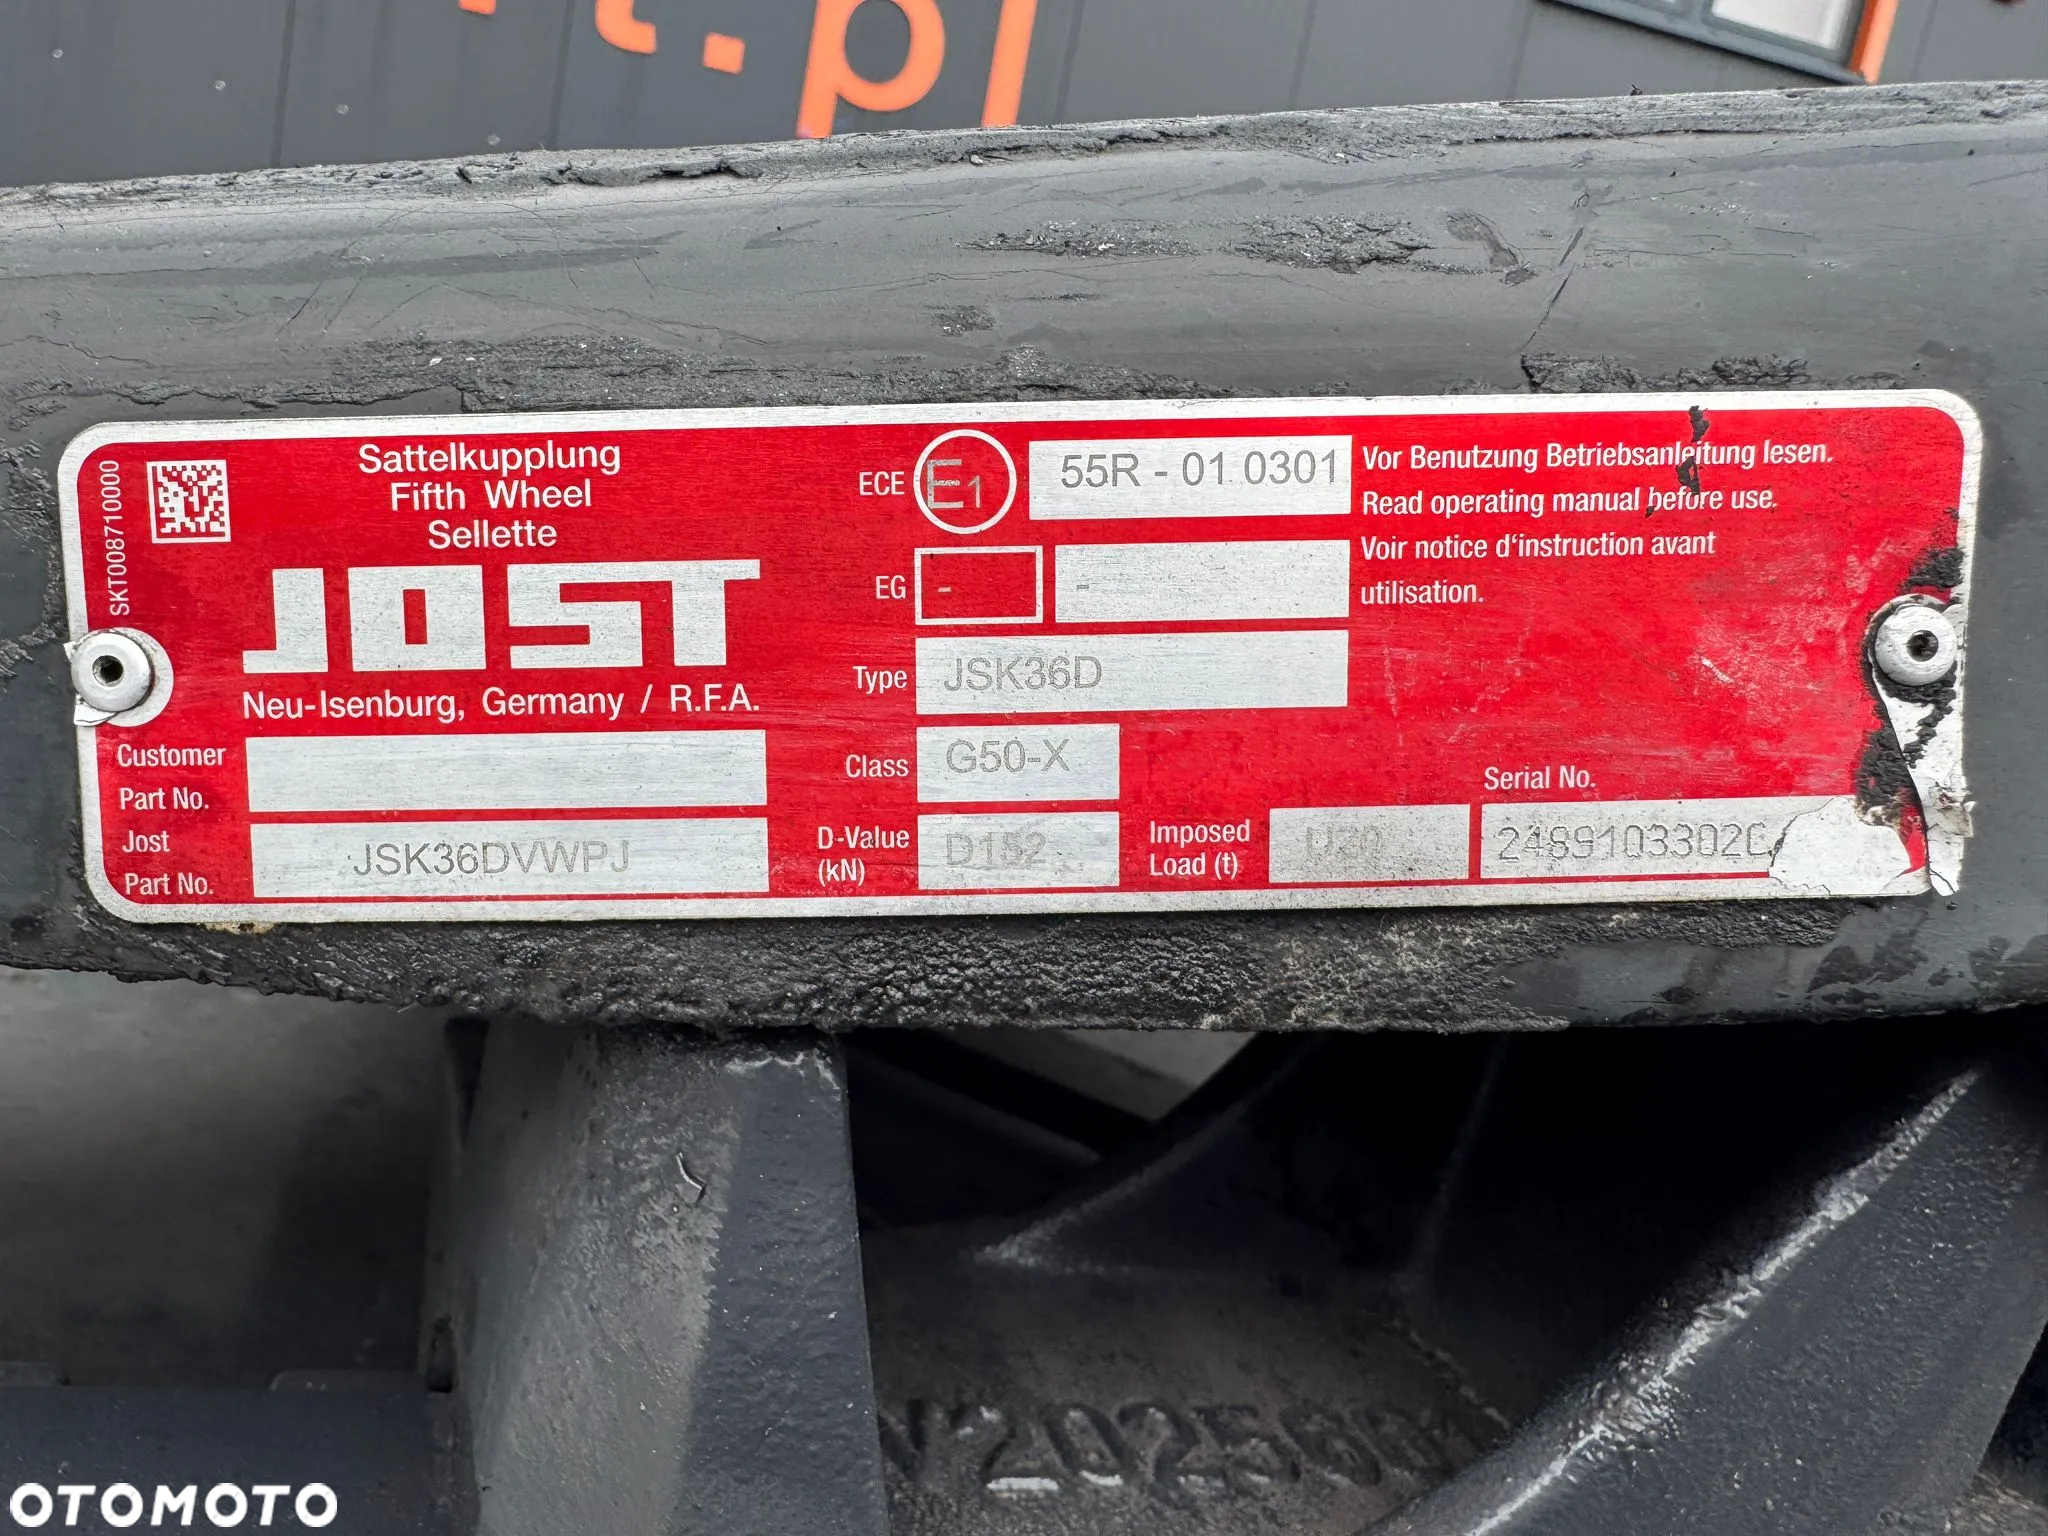 t.pl
Sattelkupplung
Fifth Wheel
Sellette
SKT008710000
JOST
Neu-Isenburg, Germany / R.F.A.
Customer
Part No.
Jost
Part No.
JSK36DVWPJ
ECE
E1
55R - 01 0301
EG
-
-
Type
JSK36D
Class
G50-X
D-Value
(kN)
D152
Imposed
Load (t)
U20
Serial No.
Vor Benutzung Betriebsanleitung lesen.
Read operating manual before use.
Voir notice d'instruction avant
utilisation.
OTOMOTO